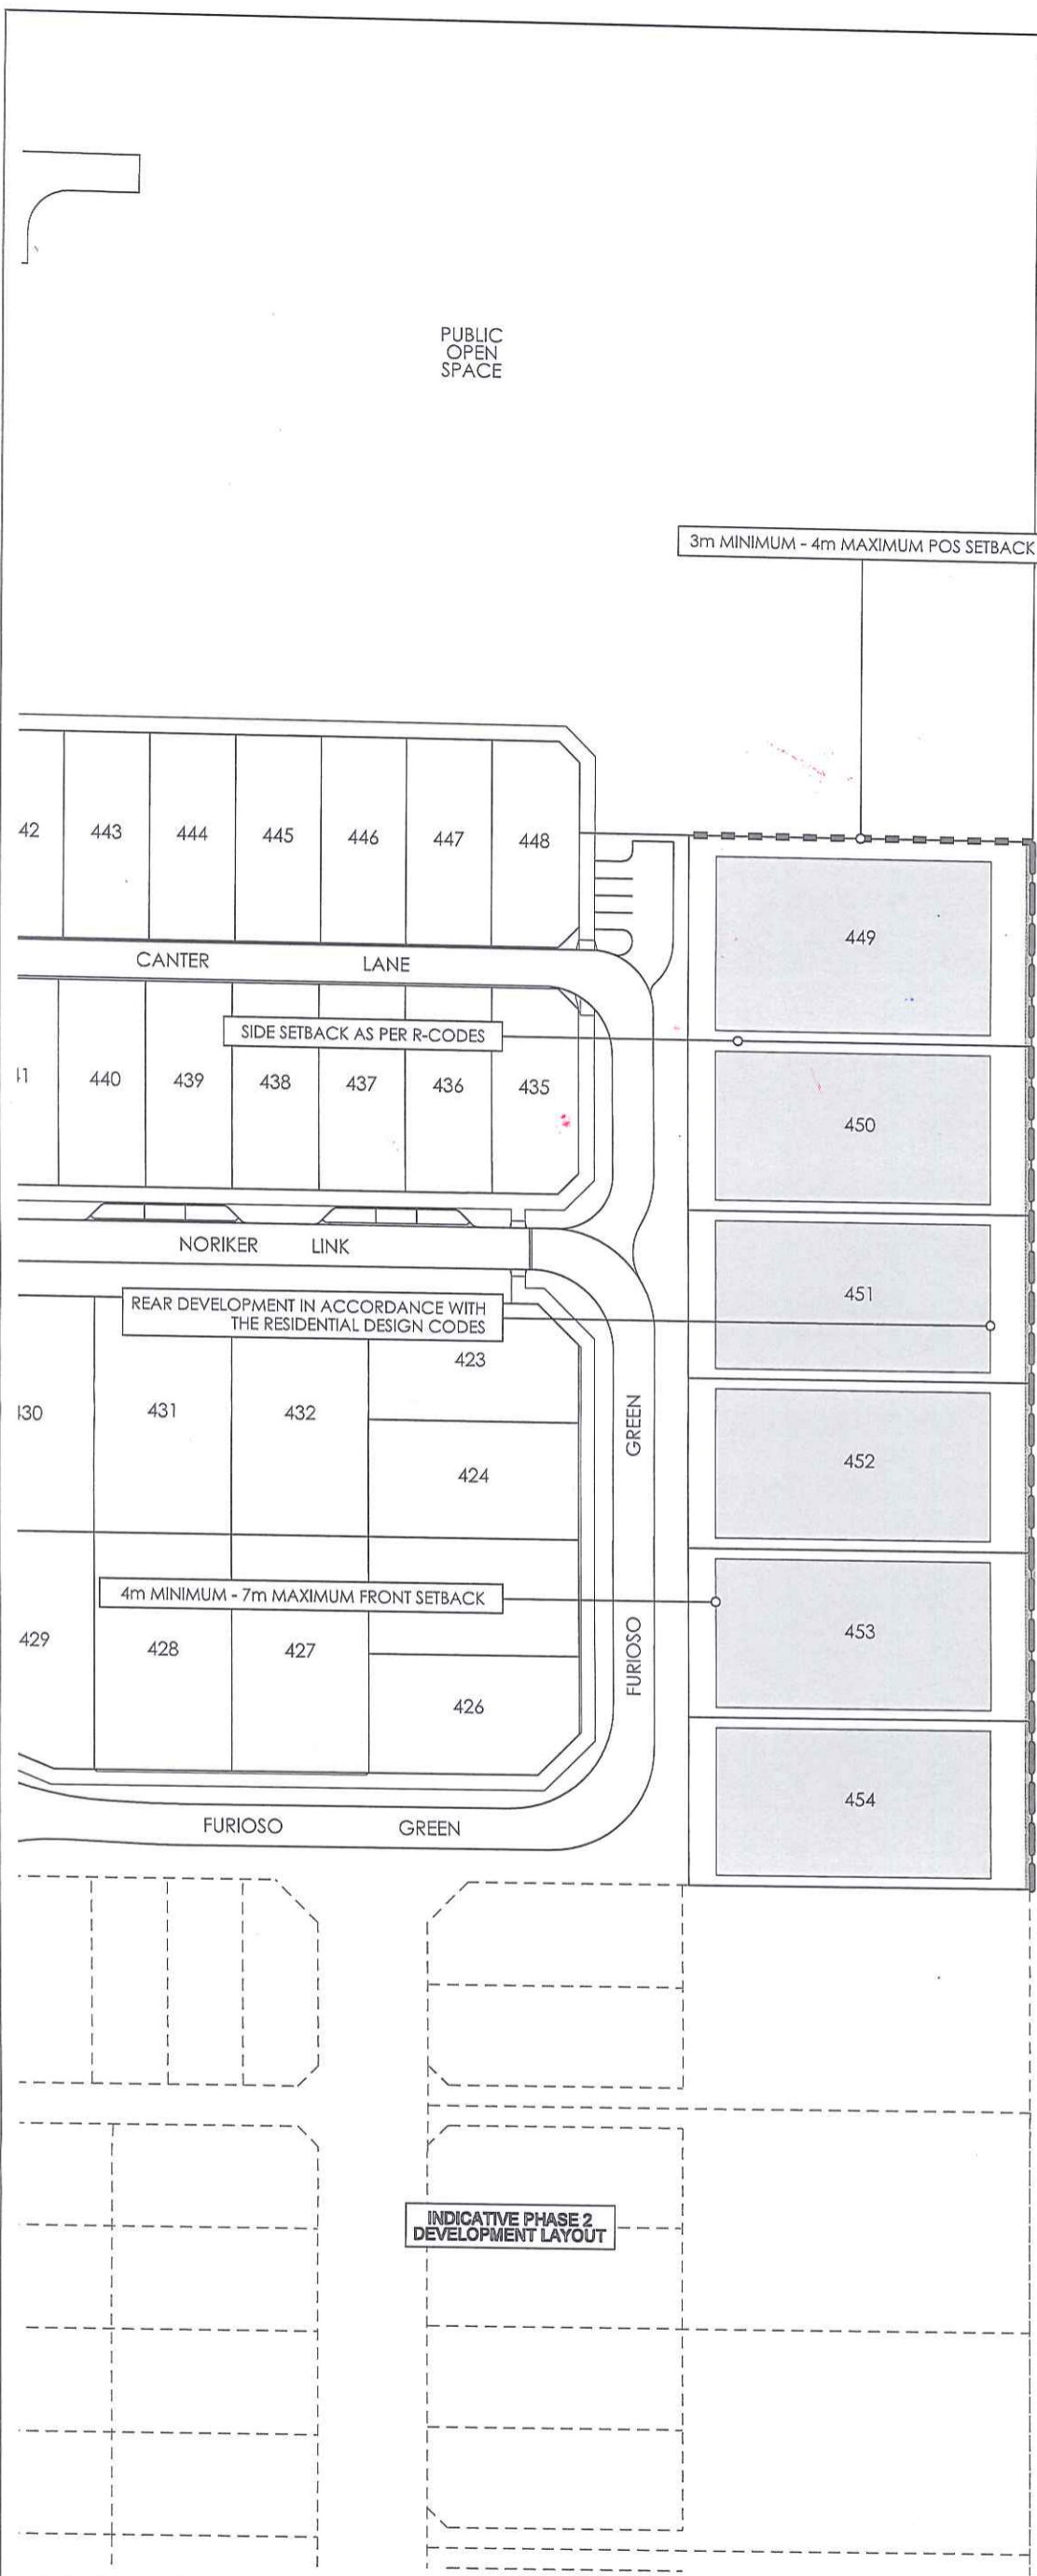 PUBLIC
OPEN
SPACE
3m MINIMUM - 4m MAXIMUM POS SETBACK
42
443
444
445
446
447
448
449
CANTER LANE
SIDE SETBACK AS PER R-CODES
440
439
438
437
436
435
450
NORIKER LINK
REAR DEVELOPMENT IN ACCORDANCE WITH
THE RESIDENTIAL DESIGN CODES
451
423
431
432
424
452
FURIOSO GREEN
4m MINIMUM - 7m MAXIMUM FRONT SETBACK
429
428
427
426
453
454
FURIOSO GREEN
INDICATIVE PHASE 2
DEVELOPMENT LAYOUT